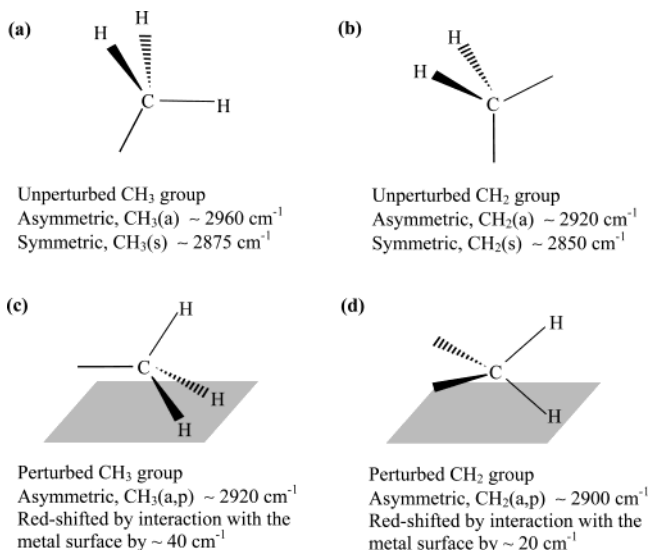 (a)
H
H
C
H
Unperturbed CH₃ group
Asymmetric, CH₃(a) ~ 2960 cm⁻¹
Symmetric, CH₃(s) ~ 2875 cm⁻¹
(b)
H
H
C
Unperturbed CH₂ group
Asymmetric, CH₂(a) ~ 2920 cm⁻¹
Symmetric, CH₂(s) ~ 2850 cm⁻¹
(c)
H
C
H
H
Perturbed CH₃ group
Asymmetric, CH₃(a,p) ~ 2920 cm⁻¹
Red-shifted by interaction with the
metal surface by ~ 40 cm⁻¹
(d)
H
C
H
Perturbed CH₂ group
Asymmetric, CH₂(a,p) ~ 2900 cm⁻¹
Red-shifted by interaction with the
metal surface by ~ 20 cm⁻¹